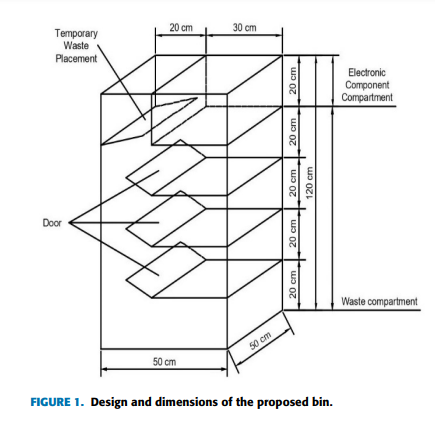 20 cm
30 cm
Temporary
Waste
Placement
20 cm
Electronic
Component
Compartment
20 cm
20 cm
120 cm
Door
20 cm
20 cm
Waste compartment
50 cm
50 cm
FIGURE 1. Design and dimensions of the proposed bin.